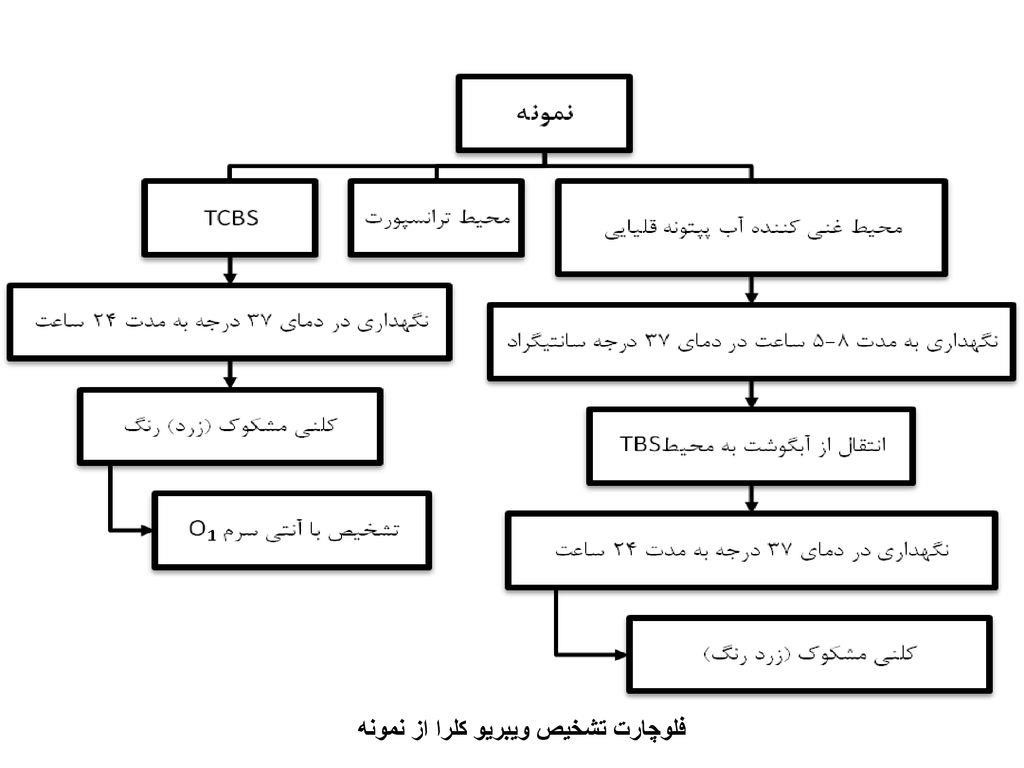 نمونه
محیط غنی کننده آب پپتونه قلیایی
محیط ترانسپورت
TCBS
نگهداری به مدت ۸-۵ ساعت در دمای ۳۷ درجه سانتیگراد
نگهداری در دمای ۳۷ درجه به مدت ۲۴ ساعت
انتقال از آبگوشت به محیطTBS
کلنی مشکوک (زرد) رنگ
نگهداری در دمای ۳۷ درجه به مدت ۲۴ ساعت
تشخیص با آنتی سرم O₁
کلنی مشکوک (زرد رنگ)
فلوچارت تشخیص ویبریو کلرا از نمونه